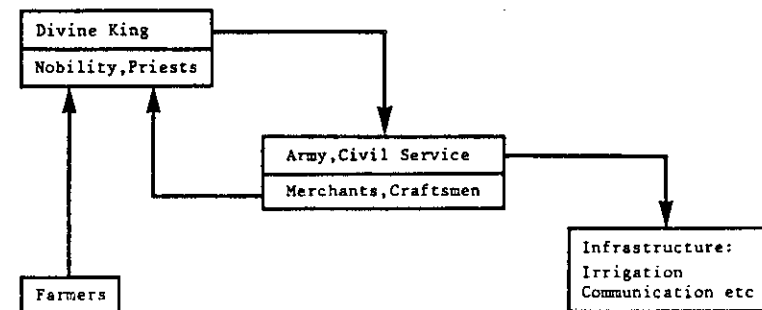 Divine King
Nobility,Priests
Army,Civil Service
Merchants,Craftsmen
Infrastructure:
Irrigation
Communication etc
Farmers